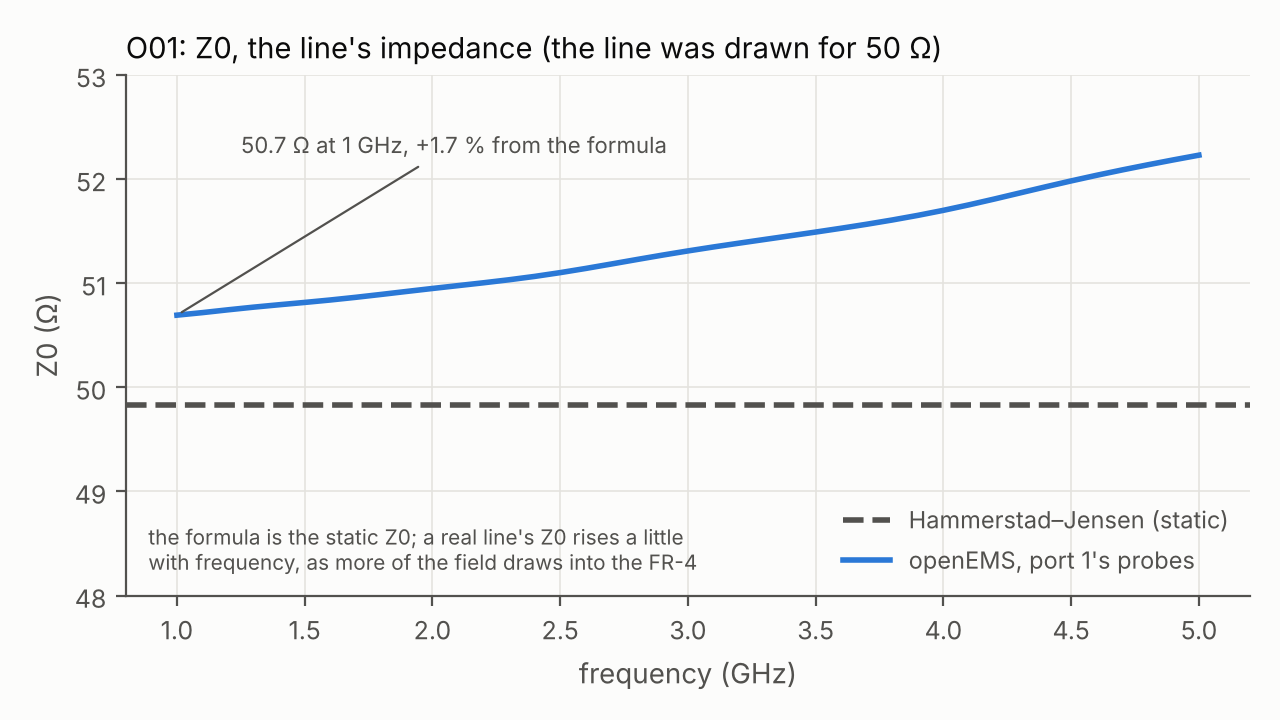 O01: Z0, the line's impedance (the line was drawn for 50 Ω)
53
52
51
50
49
48
Z0 (Ω)
50.7 Ω at 1 GHz, +1.7 % from the formula
the formula is the static Z0; a real line's Z0 rises a little
with frequency, as more of the field draws into the FR-4
Hammerstad–Jensen (static)
openEMS, port 1's probes
1.0 1.5 2.0 2.5 3.0 3.5 4.0 4.5 5.0
frequency (GHz)